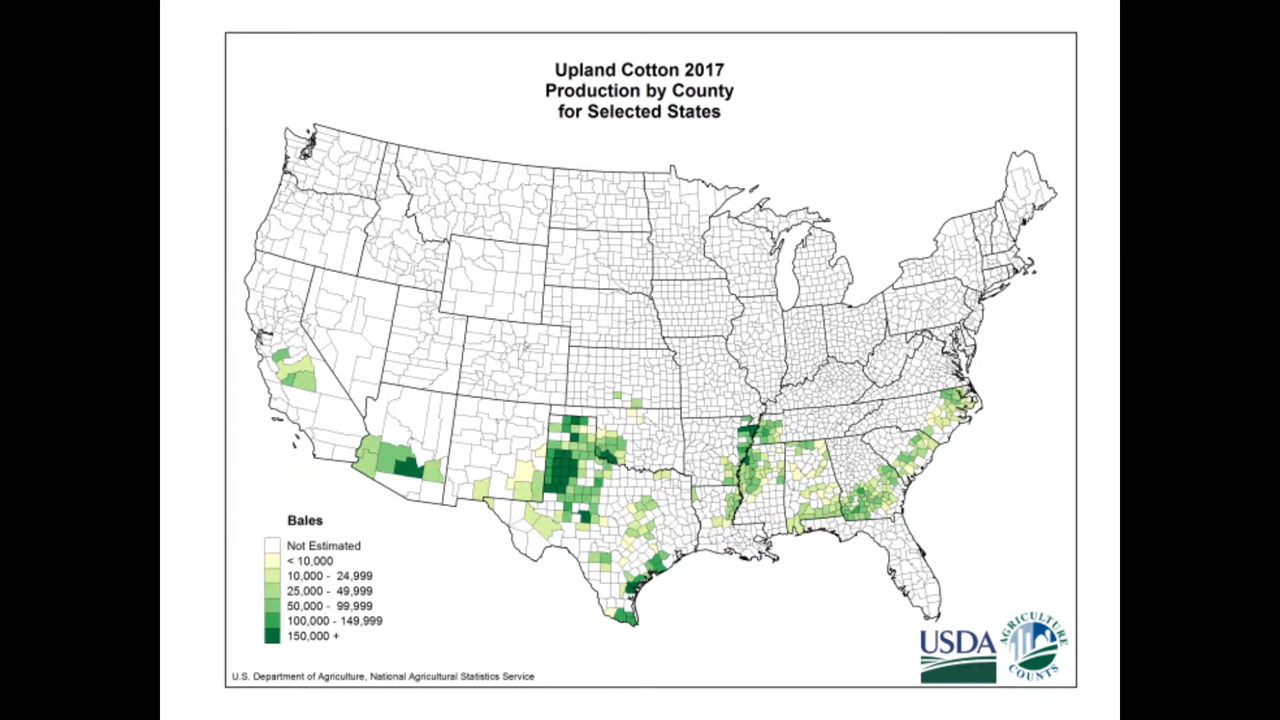 Upland Cotton 2017
Production by County
for Selected States
Bales
Not Estimated
< 10,000
10,000 - 24,999
25,000 - 49,999
50,000 - 99,999
100,000 - 149,999
150,000 +
USDA
AGRICULTURE
COUNTS
U.S. Department of Agriculture, National Agricultural Statistics Service